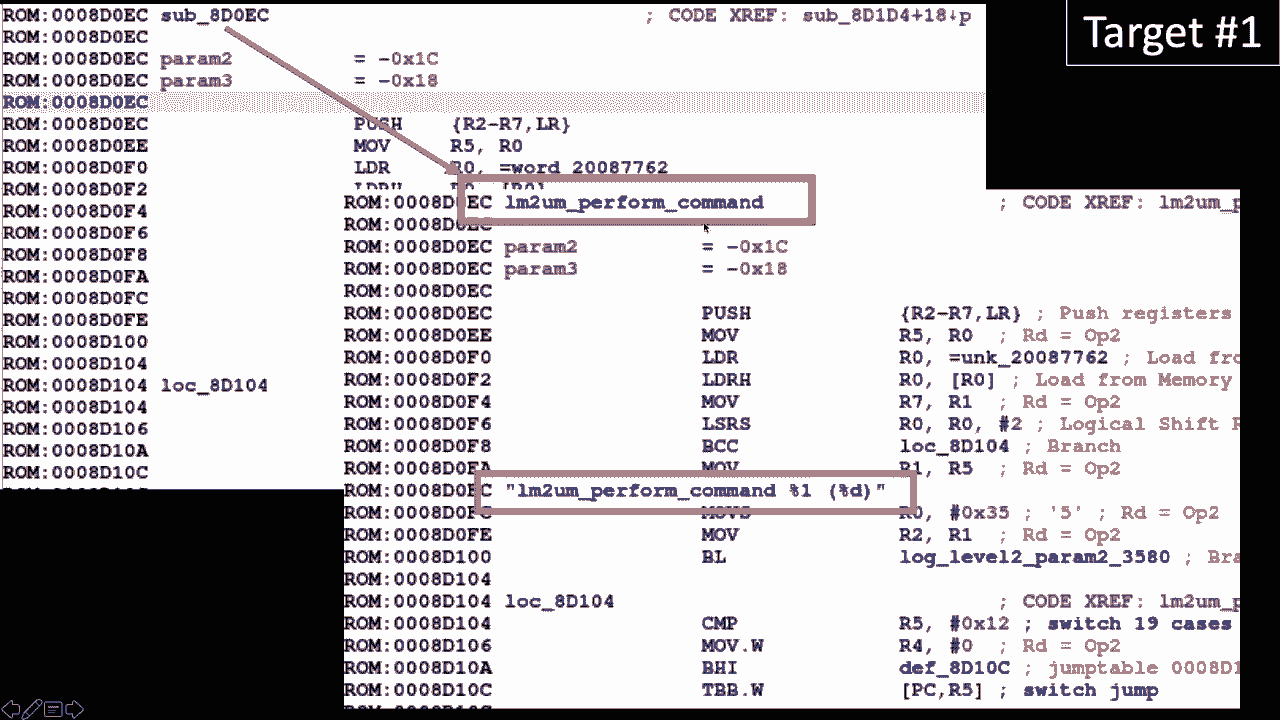 Target #1
ROM:0008D0EC sub_8D0EC ; CODE XREF: sub_8D1D4+18↓p
ROM:0008D0EC
ROM:0008D0EC param2 = -0x1C
ROM:0008D0EC param3 = -0x18
ROM:0008D0EC
ROM:0008D0EC PUSH {R2-R7,LR}
ROM:0008D0EE MOV R5, R0
ROM:0008D0F0 LDR R0, =word_20087762
ROM:0008D0F2 LDRH R0, [R0]
ROM:0008D0F4
ROM:0008D0F6
ROM:0008D0F8
ROM:0008D0FA
ROM:0008D0FC
ROM:0008D0FE
ROM:0008D100
ROM:0008D104
ROM:0008D104 loc_8D104
ROM:0008D104
ROM:0008D106
ROM:0008D10A
ROM:0008D10C
ROM:0008D0EC lm2um_perform_command ; CODE XREF: lm2um_p
ROM:0008D0EC
ROM:0008D0EC param2 = -0x1C
ROM:0008D0EC param3 = -0x18
ROM:0008D0EC
ROM:0008D0EC PUSH {R2-R7,LR} ; Push registers
ROM:0008D0EE MOV R5, R0 ; Rd = Op2
ROM:0008D0F0 LDR R0, =unk_20087762 ; Load fro
ROM:0008D0F2 LDRH R0, [R0] ; Load from Memory
ROM:0008D0F4 MOV R7, R1 ; Rd = Op2
ROM:0008D0F6 LSRS R0, R0, #2 ; Logical Shift R
ROM:0008D0F8 BCC loc_8D104 ; Branch
ROM:0008D0FA MOV R1, R5 ; Rd = Op2
ROM:0008D0EC "lm2um_perform_command %1 (%d)"
ROM:0008D0FC MOVS R0, #0x35 ; '5' ; Rd = Op2
ROM:0008D0FE MOV R2, R1 ; Rd = Op2
ROM:0008D100 BL log_level2_param2_3580 ; Bra
ROM:0008D104
ROM:0008D104 loc_8D104 ; CODE XREF: lm2um_p
ROM:0008D104 CMP R5, #0x12 ; switch 19 cases
ROM:0008D106 MOV.W R4, #0 ; Rd = Op2
ROM:0008D10A BHI def_8D10C ; jumptable 0008D1
ROM:0008D10C TBB.W [PC,R5] ; switch jump